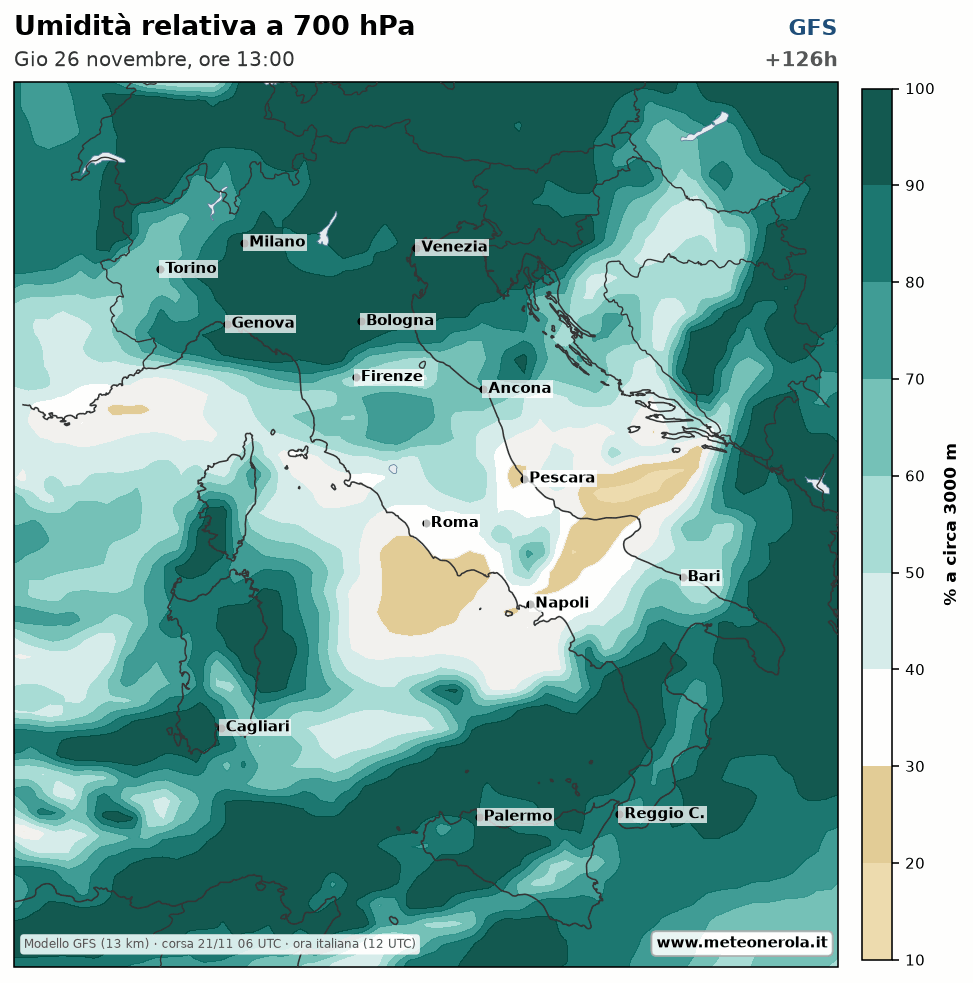 Umidità relativa a 700 hPa
GFS
Gio 26 novembre, ore 13:00
+126h
100
90
80
70
60
50
40
30
20
10
% a circa 3000 m
Milano
Venezia
Torino
Genova
Bologna
Firenze
Ancona
Pescara
Roma
Bari
Napoli
Cagliari
Palermo
Reggio C.
Modello GFS (13 km) · corsa 21/11 06 UTC · ora italiana (12 UTC)
www.meteonerola.it